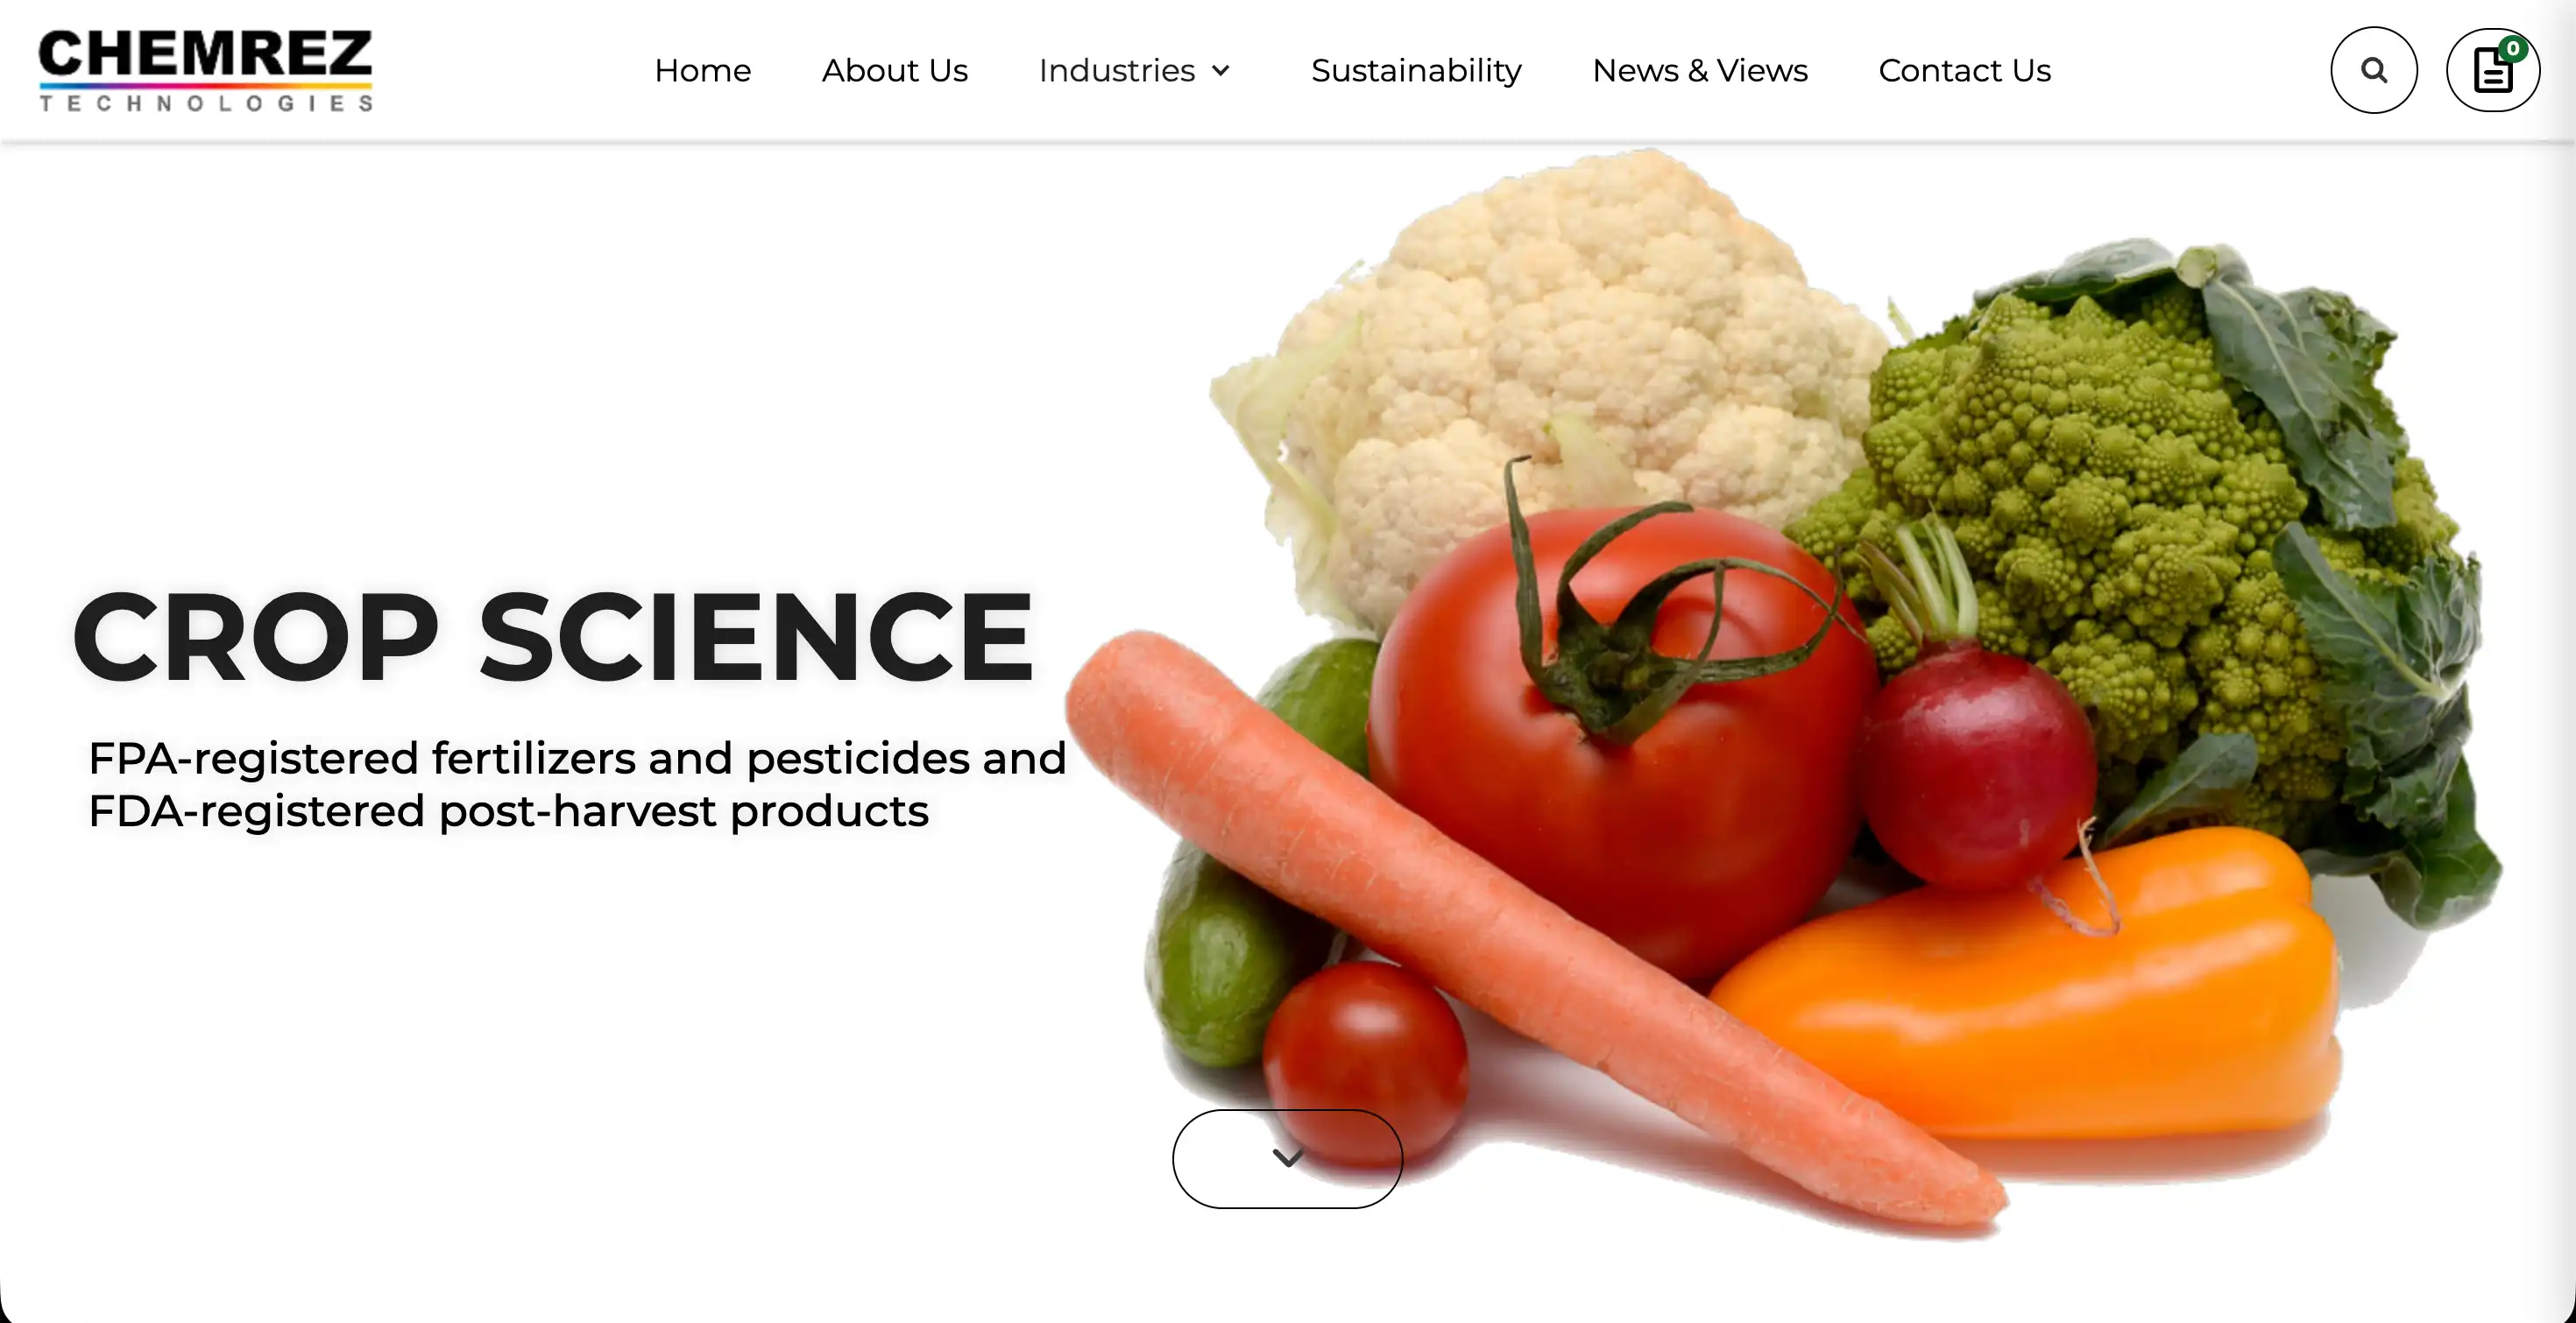 CHEMREZ
TECHNOLOGIES
Home
About Us
Industries
Sustainability
News & Views
Contact Us
0
CROP SCIENCE
FPA-registered fertilizers and pesticides and
FDA-registered post-harvest products